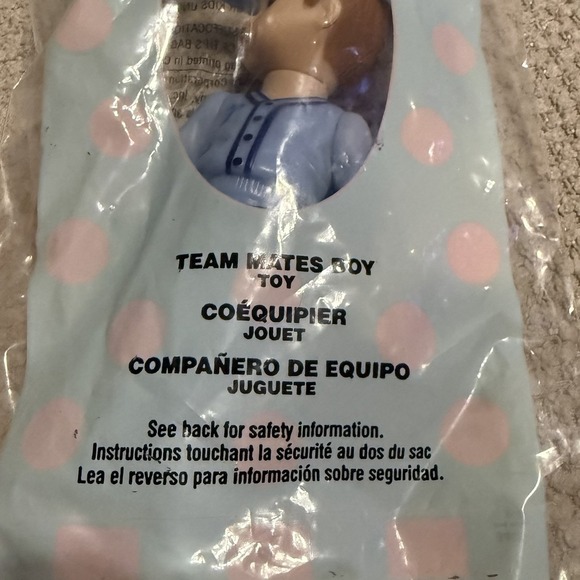 TEAM MATES BOY
TOY
COÉQUIPIER
JOUET
COMPAÑERO DE EQUIPO
JUGUETE
See back for safety information.
Instructions touchant la sécurité au dos du sac
Lea el reverso para información sobre seguridad.